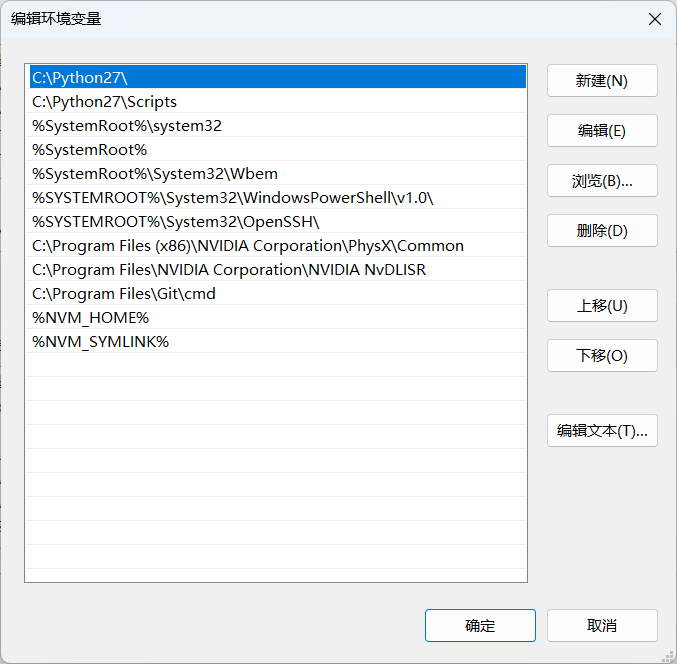 编辑环境变量
C:\Python27\
C:\Python27\Scripts
%SystemRoot%\system32
%SystemRoot%
%SystemRoot%\System32\Wbem
%SYSTEMROOT%\System32\WindowsPowerShell\v1.0\
%SYSTEMROOT%\System32\OpenSSH\
C:\Program Files (x86)\NVIDIA Corporation\PhysX\Common
C:\Program Files\NVIDIA Corporation\NVIDIA NvDLISR
C:\Program Files\Git\cmd
%NVM_HOME%
%NVM_SYMLINK%
新建(N)
编辑(E)
浏览(B)...
删除(D)
上移(U)
下移(O)
编辑文本(T)...
确定
取消